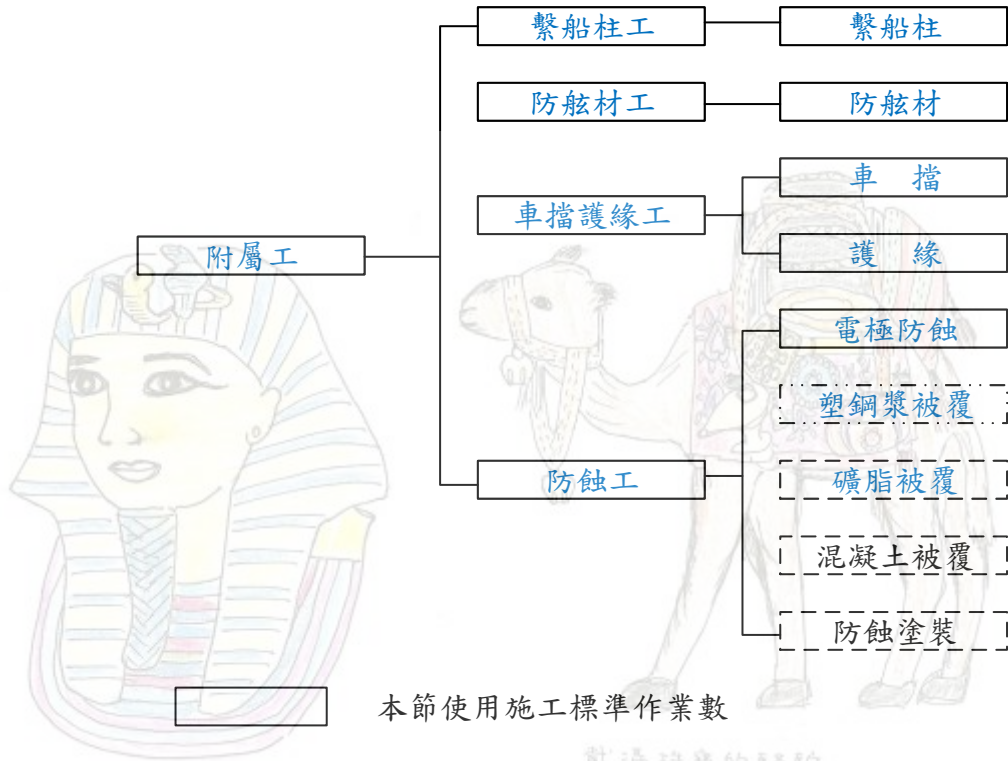 繫船柱工
繫船柱
防舷材工
防舷材
車擋護緣工
車 擋
護 緣
附屬工
電極防蝕
塑鋼漿被覆
防蝕工
礦脂被覆
混凝土被覆
防蝕塗裝
本節使用施工標準作業數